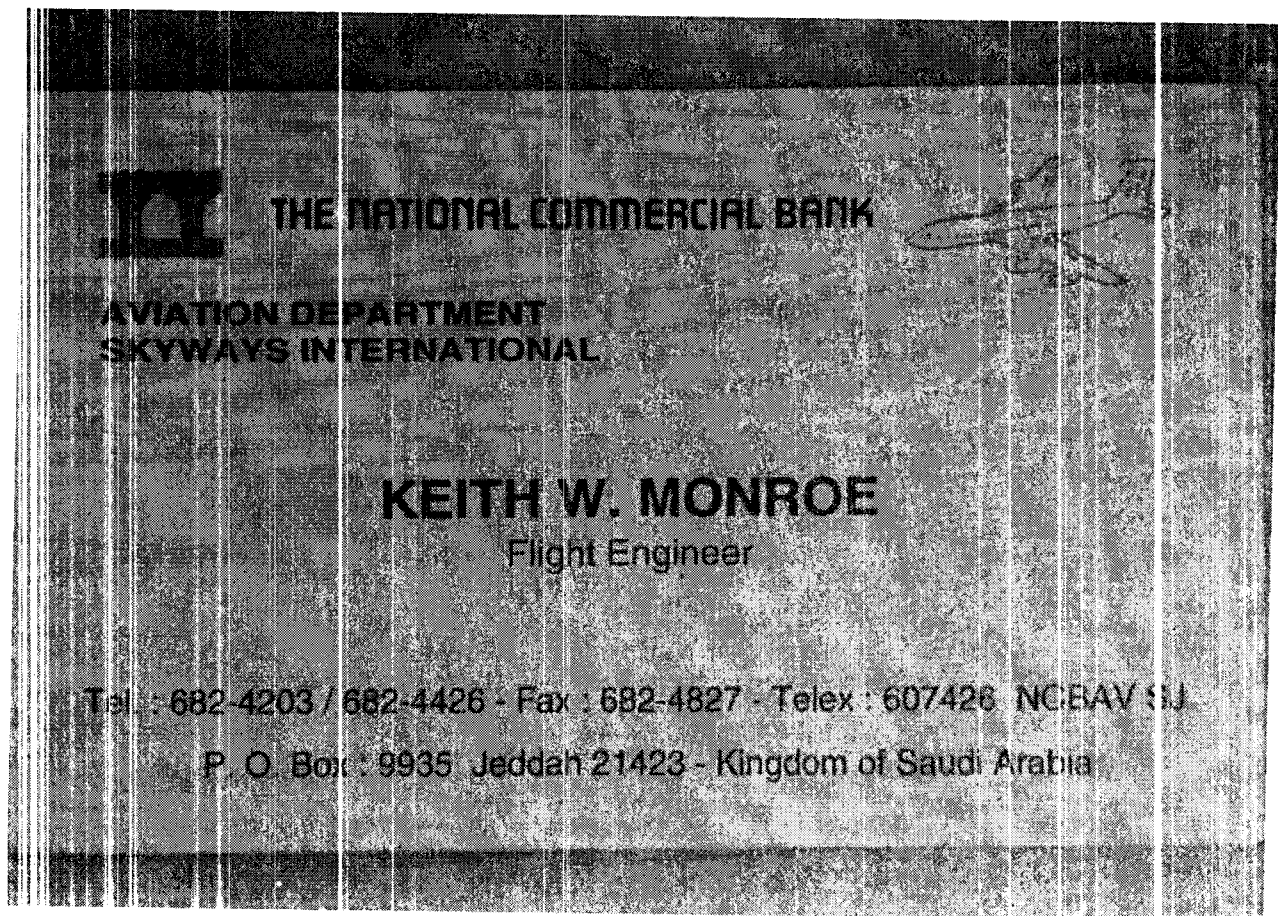 THE NATIONAL COMMERCIAL BANK
AVIATION DEPARTMENT
SKYWAYS INTERNATIONAL
KEITH W. MONROE
Flight Engineer
Tel. : 682-4203 / 682-4426 - Fax : 682-4827 - Telex : 607426 NCBAV SJ
P. O. Box : 9935 Jeddah 21423 - Kingdom of Saudi Arabia